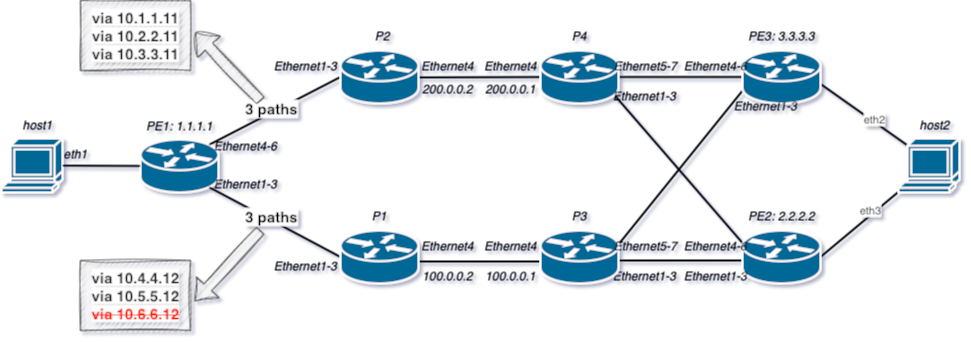 via 10.1.1.11
via 10.2.2.11
via 10.3.3.11
P2
P4
PE3: 3.3.3.3
Ethernet1-3
Ethernet4
Ethernet4
Ethernet5-7
Ethernet4-6
200.0.0.2
200.0.0.1
Ethernet1-3
Ethernet1-3
3 paths
host1
PE1: 1.1.1.1
eth2
host2
Ethernet4-6
eth1
Ethernet1-3
eth3
3 paths
P1
P3
PE2: 2.2.2.2
Ethernet4
Ethernet4
Ethernet5-7
Ethernet4-6
Ethernet1-3
100.0.0.2
100.0.0.1
Ethernet1-3
Ethernet1-3
via 10.4.4.12
via 10.5.5.12
via 10.6.6.12